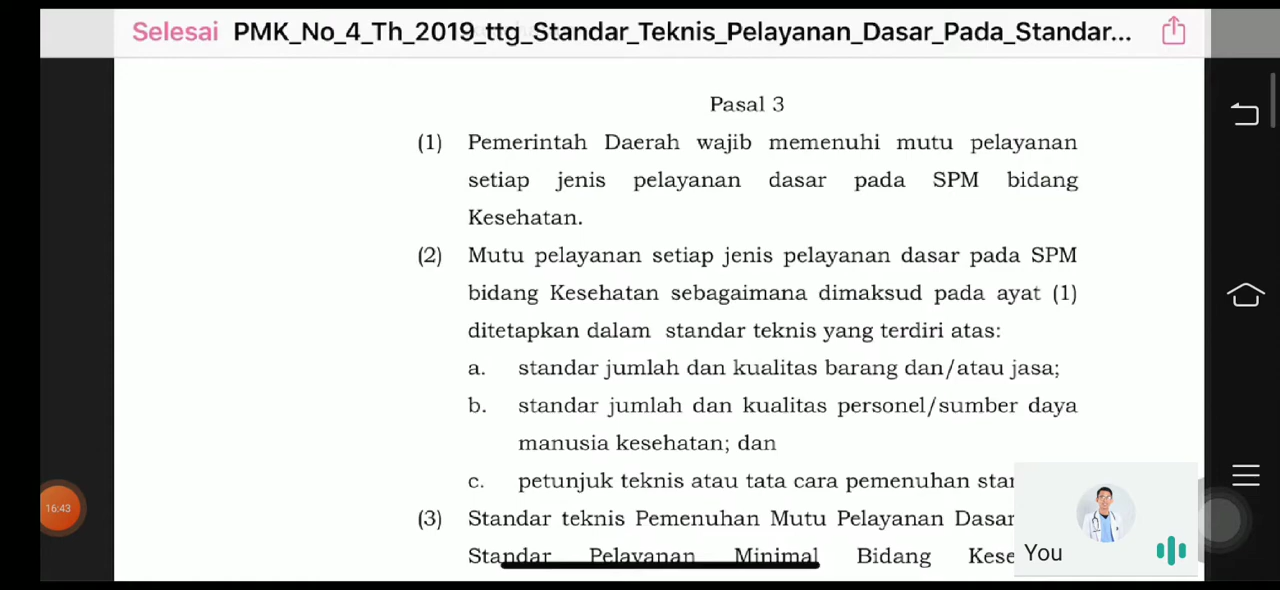 Selesai PMK_No_4_Th_2019_ttg_Standar_Teknis_Pelayanan_Dasar_Pada_Standar...
Pasal 3
(1) Pemerintah Daerah wajib memenuhi mutu pelayanan
setiap jenis pelayanan dasar pada SPM bidang
Kesehatan.
(2) Mutu pelayanan setiap jenis pelayanan dasar pada SPM
bidang Kesehatan sebagaimana dimaksud pada ayat (1)
ditetapkan dalam standar teknis yang terdiri atas:
a. standar jumlah dan kualitas barang dan/atau jasa;
b. standar jumlah dan kualitas personel/sumber daya
manusia kesehatan; dan
c. petunjuk teknis atau tata cara pemenuhan
16:43
(3) Standar teknis Pemenuhan Mutu Pelayanan Dasar
Standar Pelayanan Minimal Bidang
You